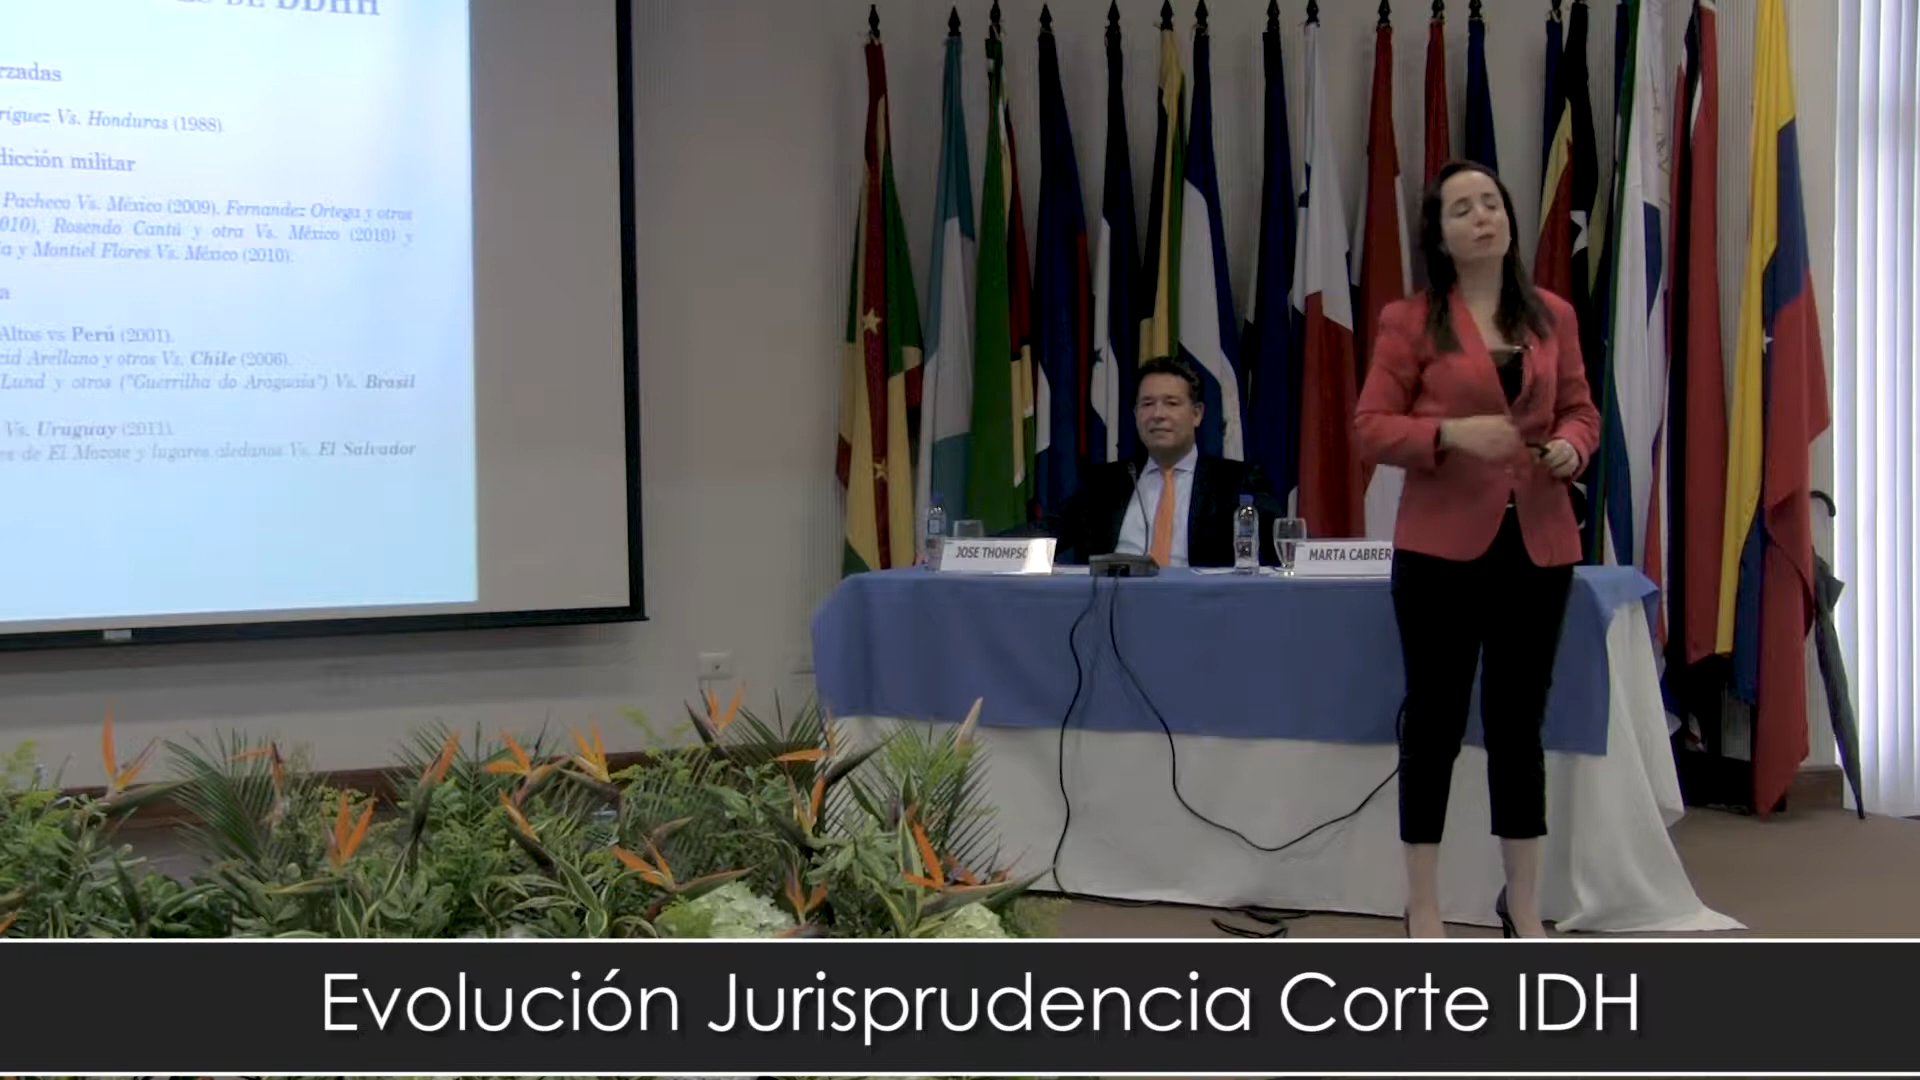 DE DDHH
rzadas
ríguez Vs. Honduras (1988).
dicción militar
Pacheco Vs. México (2009). Fernandez Ortega y otros
010), Rosendo Cantú y otra Vs. México (2010) y
a y Montiel Flores Vs. México (2010).
a
Altos vs Perú (2001).
cid Arellano y otros Vs. Chile (2006).
Lund y otros ("Guerrilha do Araguaia") Vs. Brasil
Vs. Uruguay (2011).
es de El Mozote y lugares aledanos Vs. El Salvador
JOSE THOMPSO
MARTA CABRER
Evolución Jurisprudencia Corte IDH